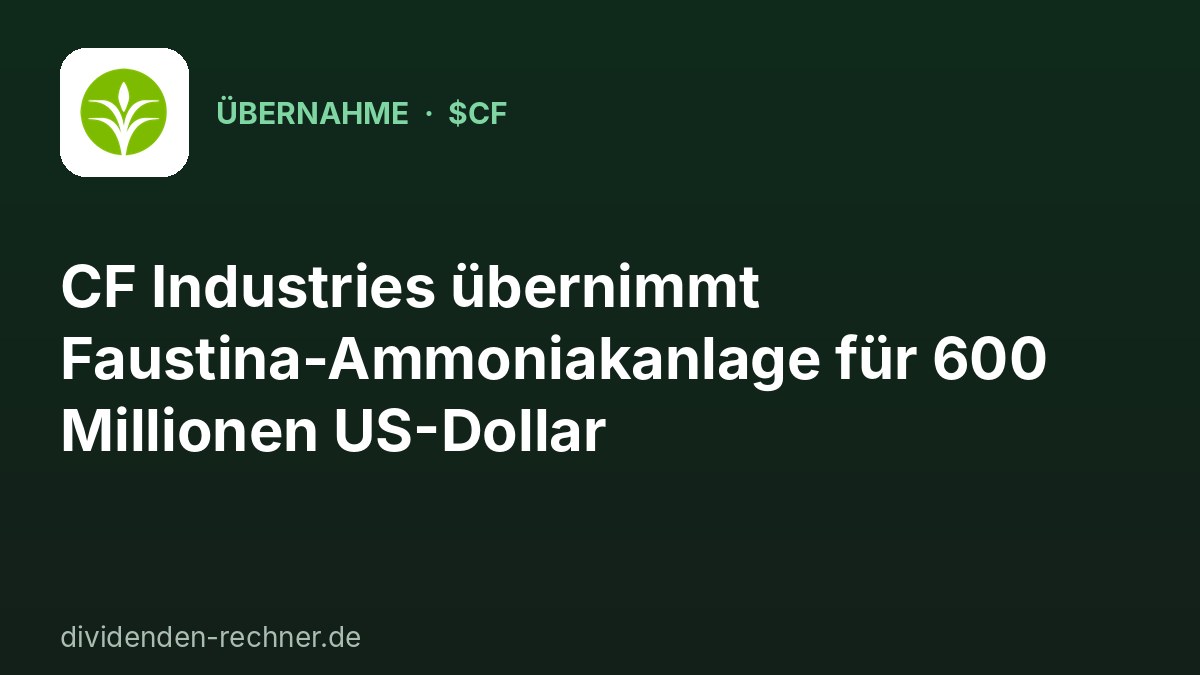 ÜBERNAHME · $CF
CF Industries übernimmt
Faustina-Ammoniakanlage für 600
Millionen US-Dollar
dividenden-rechner.de